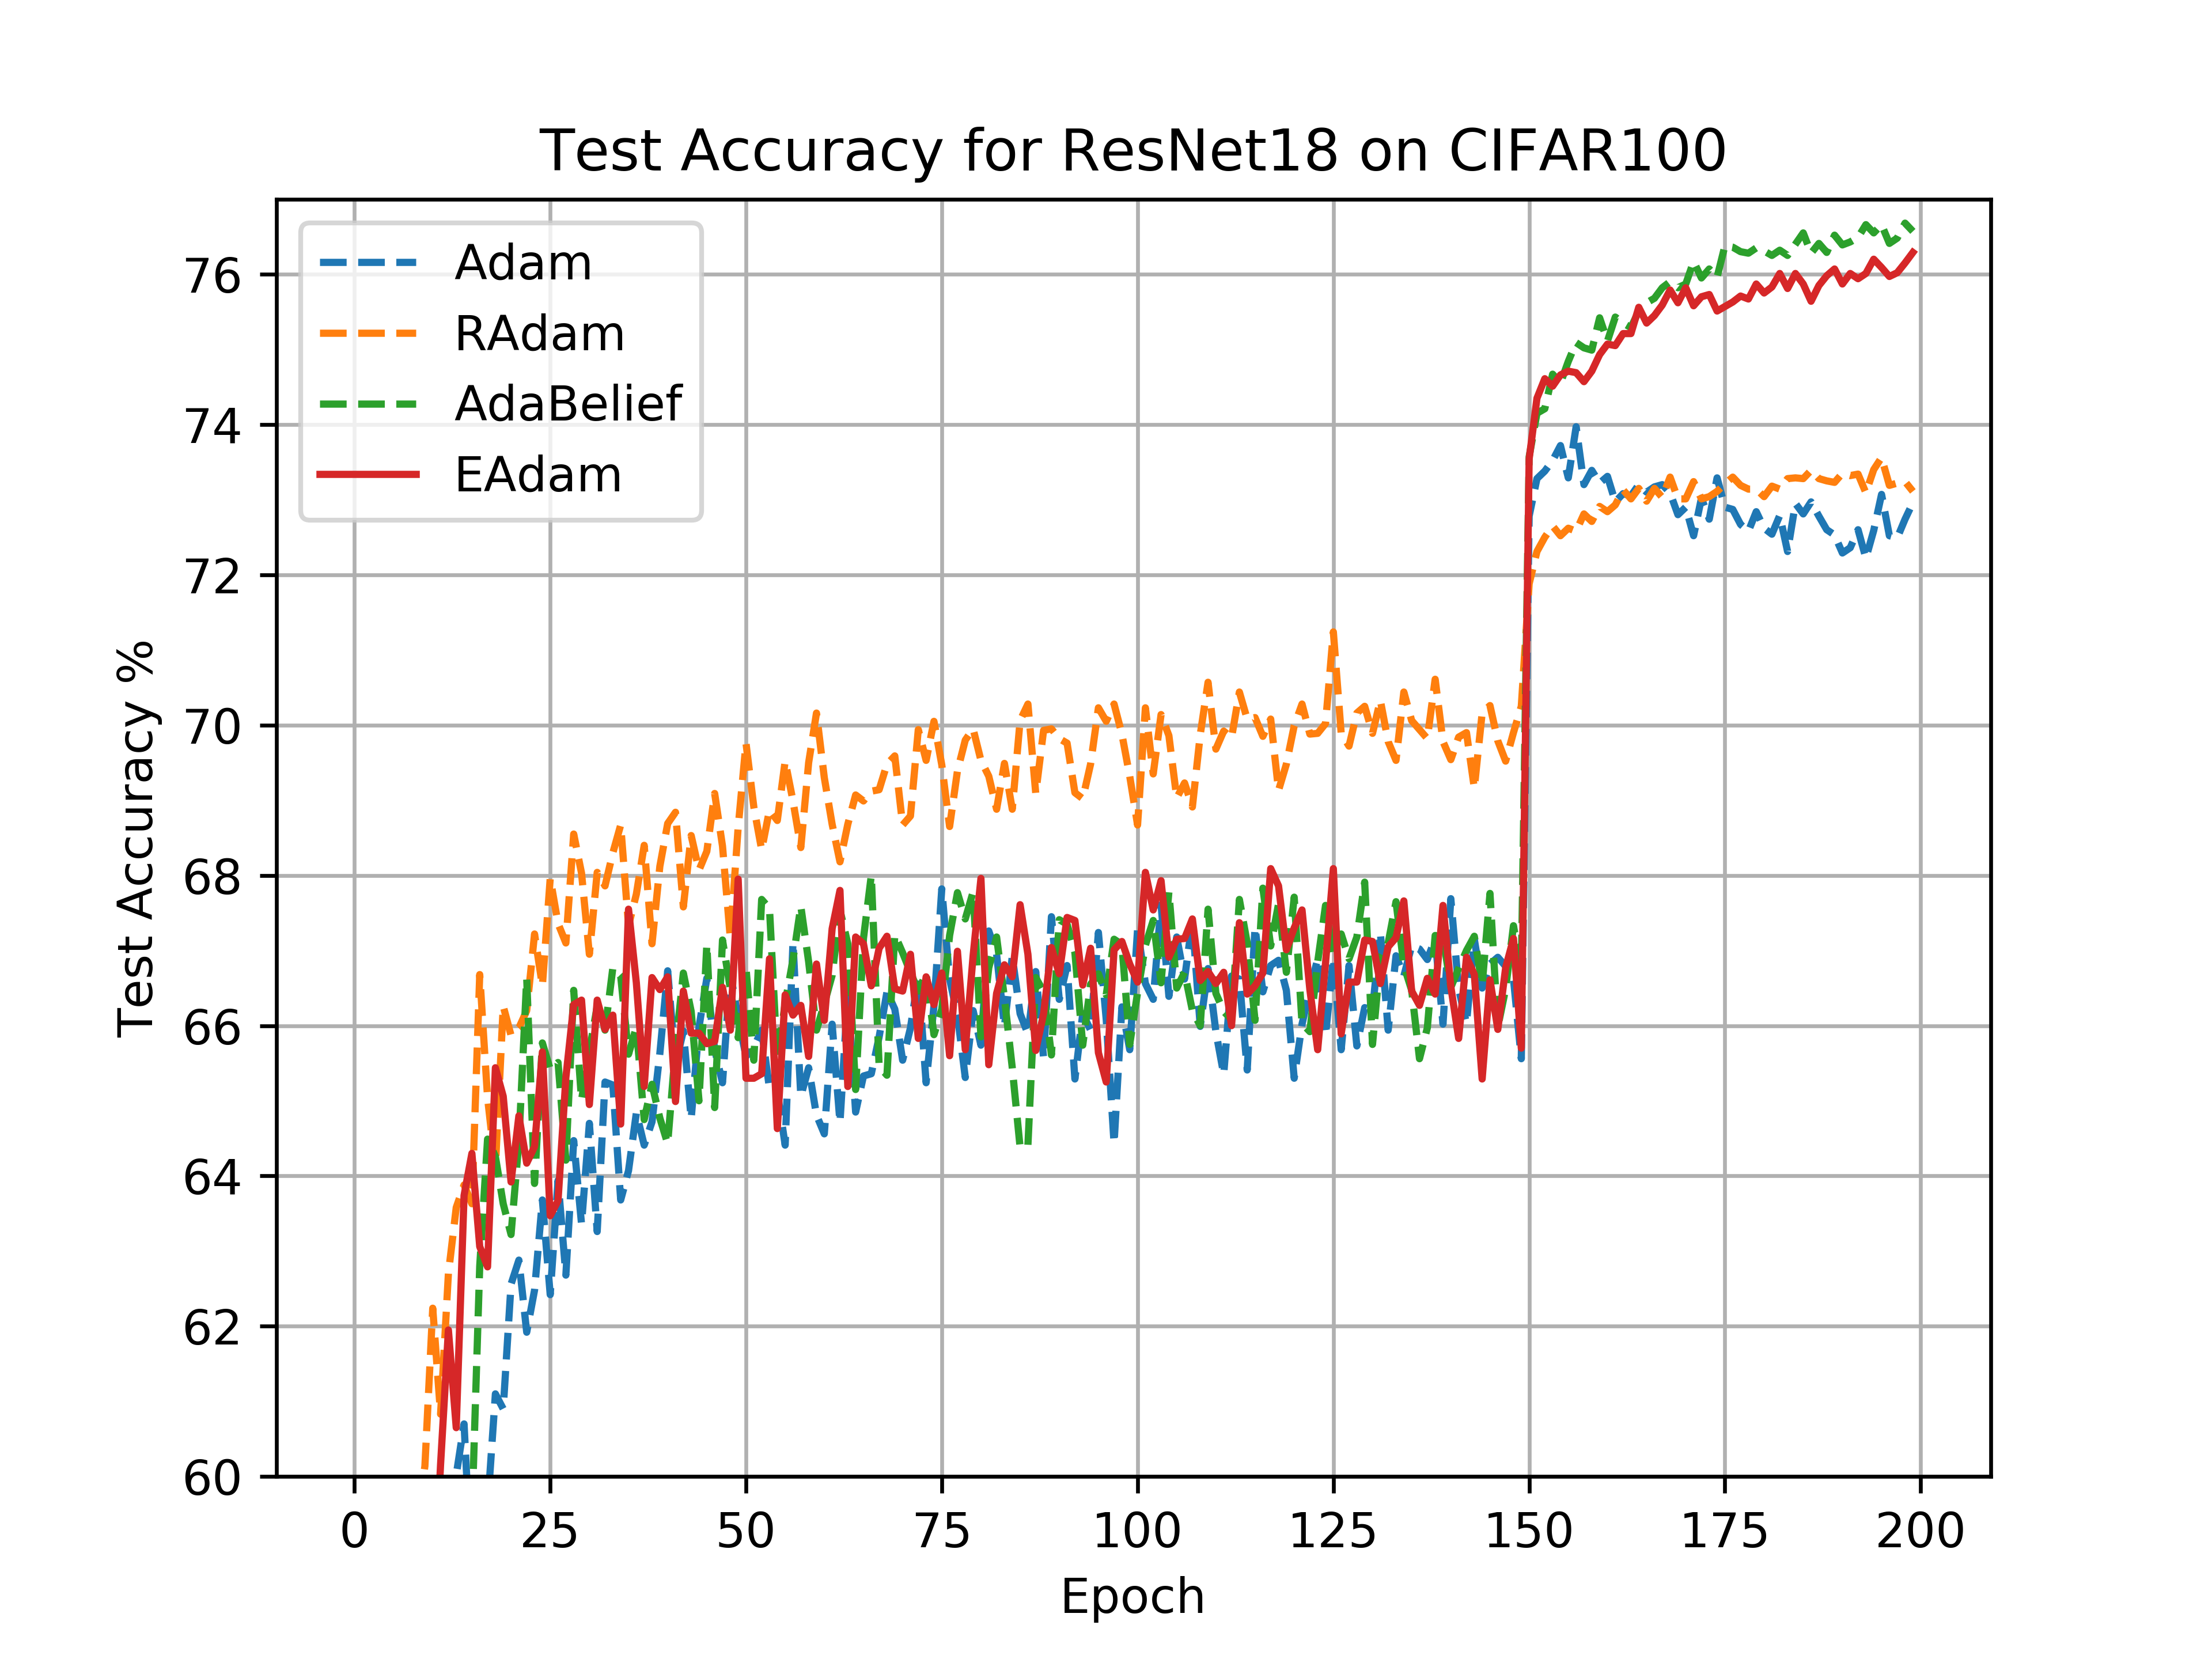 Test Accuracy for ResNet18 on CIFAR100
Adam
RAdam
AdaBelief
EAdam
Test Accuracy %
76
74
72
70
68
66
64
62
60
0 25 50 75 100 125 150 175 200
Epoch